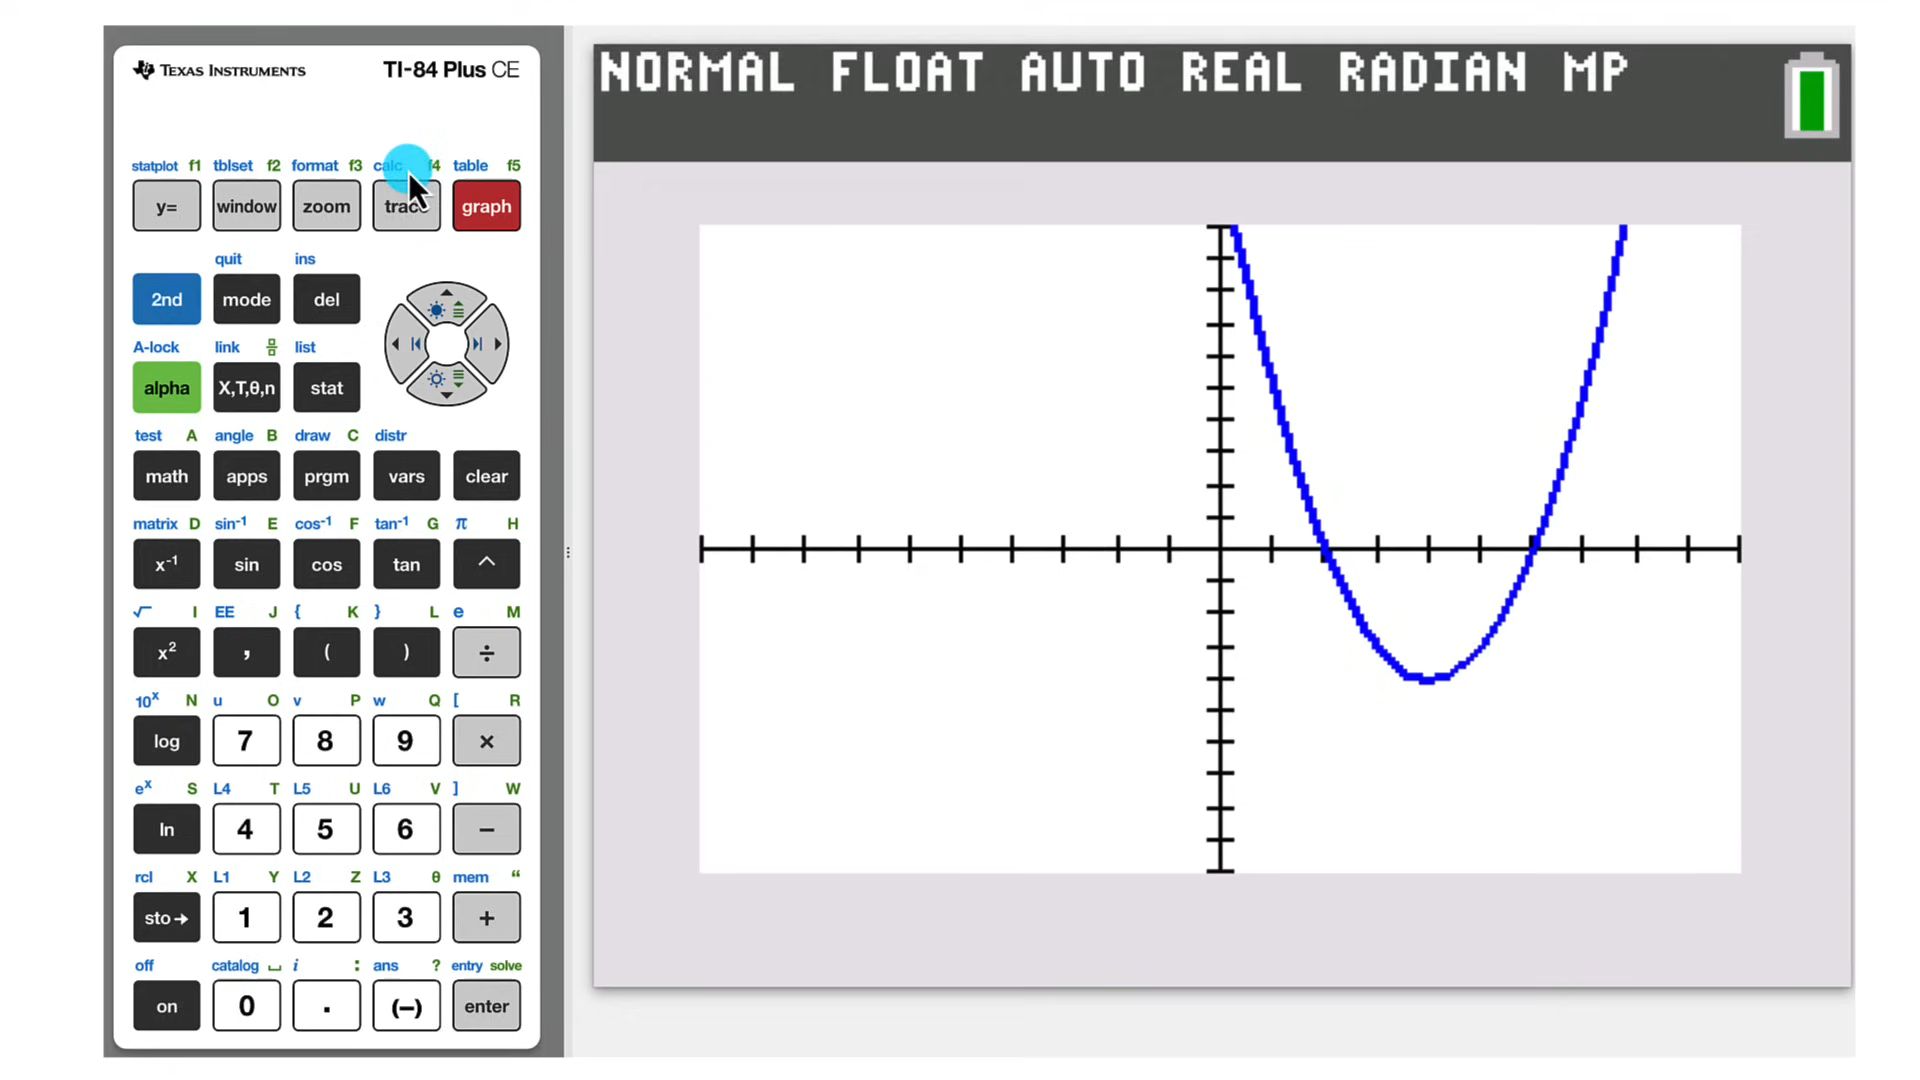 TEXAS INSTRUMENTS TI-84 Plus CE
NORMAL FLOAT AUTO REAL RADIAN MP
statplot f1 tblset f2 format f3 calc f4 table f5
y= window zoom trace graph
quit ins
2nd mode del
A-lock link list
alpha X,T,θ,n stat
test A angle B draw C distr
math apps prgm vars clear
matrix D sin⁻¹ E cos⁻¹ F tan⁻¹ G π H
x⁻¹ sin cos tan ^
√ I EE J { K } L e M
x² , ( ) ÷
10ˣ N u O v P w Q [ R
log 7 8 9 ×
eˣ S L4 T L5 U L6 V ] W
ln 4 5 6 −
rcl X L1 Y L2 Z L3 θ mem “
sto→ 1 2 3 +
off catalog ⎵ i : ans ? entry solve
on 0 . (−) enter